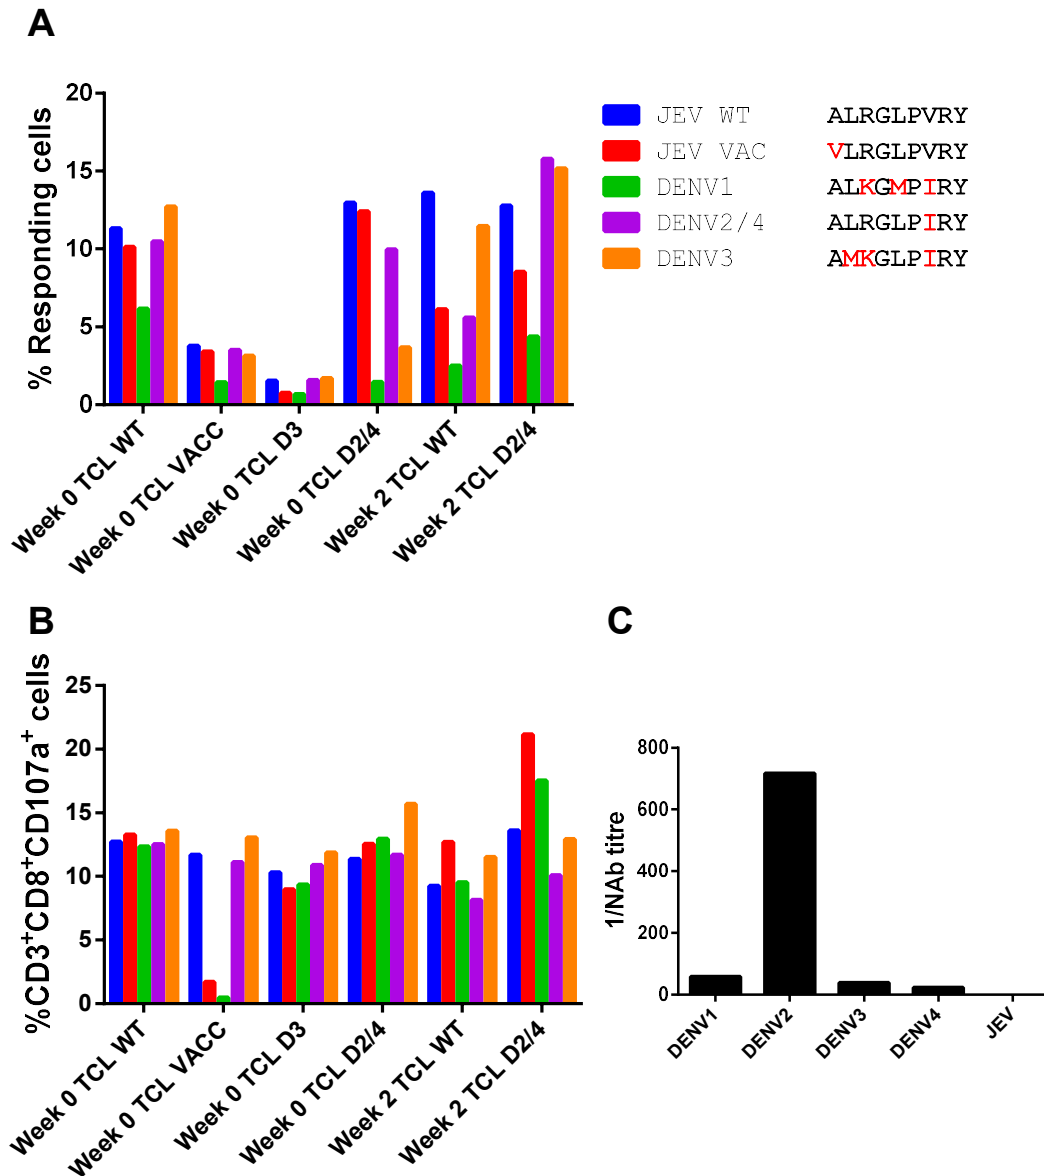 A
% Responding cells
20
15
10
5
0
Week 0 TCL WT
Week 0 TCL VACC
Week 0 TCL D3
Week 0 TCL D2/4
Week 2 TCL WT
Week 2 TCL D2/4
JEV WT ALRGLPVRY
JEV VAC VLRGLPVRY
DENV1 ALKGMPIRY
DENV2/4 ALRGLPIRY
DENV3 AMKGLPIRY
B
%CD3+CD8+CD107a+ cells
25
20
15
10
5
0
Week 0 TCL WT
Week 0 TCL VACC
Week 0 TCL D3
Week 0 TCL D2/4
Week 2 TCL WT
Week 2 TCL D2/4
C
1/NAb titre
800
600
400
200
0
DENV1
DENV2
DENV3
DENV4
JEV